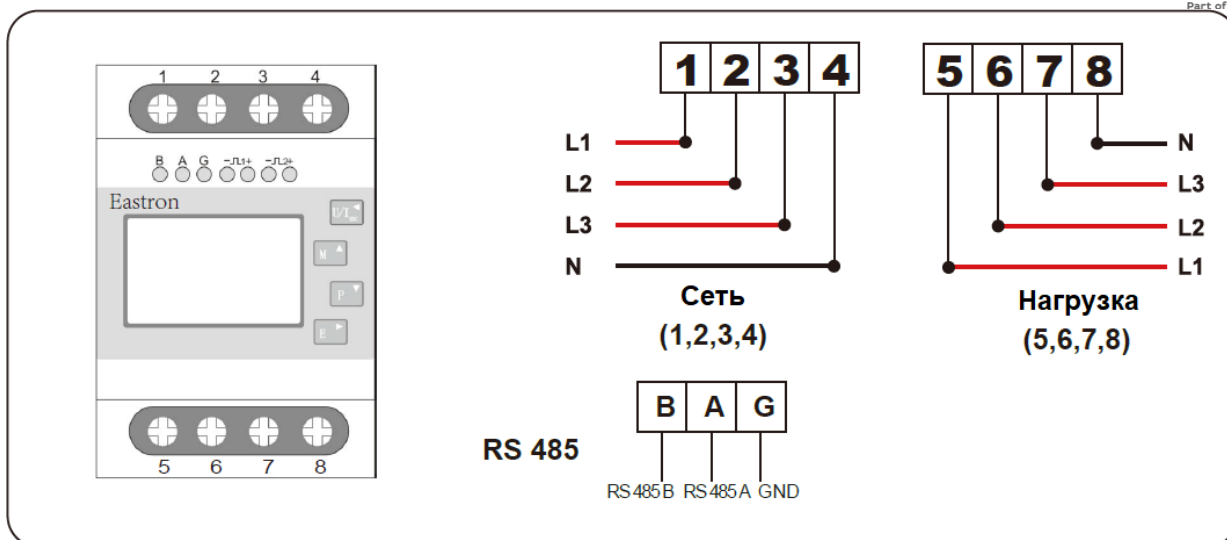 Part of
1 2 3 4
B A G - 1+ - 2+
Eastron
U/I
M
P
E
5 6 7 8
1 2 3 4
L1
L2
L3
N
Сеть
(1,2,3,4)
5 6 7 8
N
L3
L2
L1
Нагрузка
(5,6,7,8)
RS 485
B A G
RS485B RS485A GND